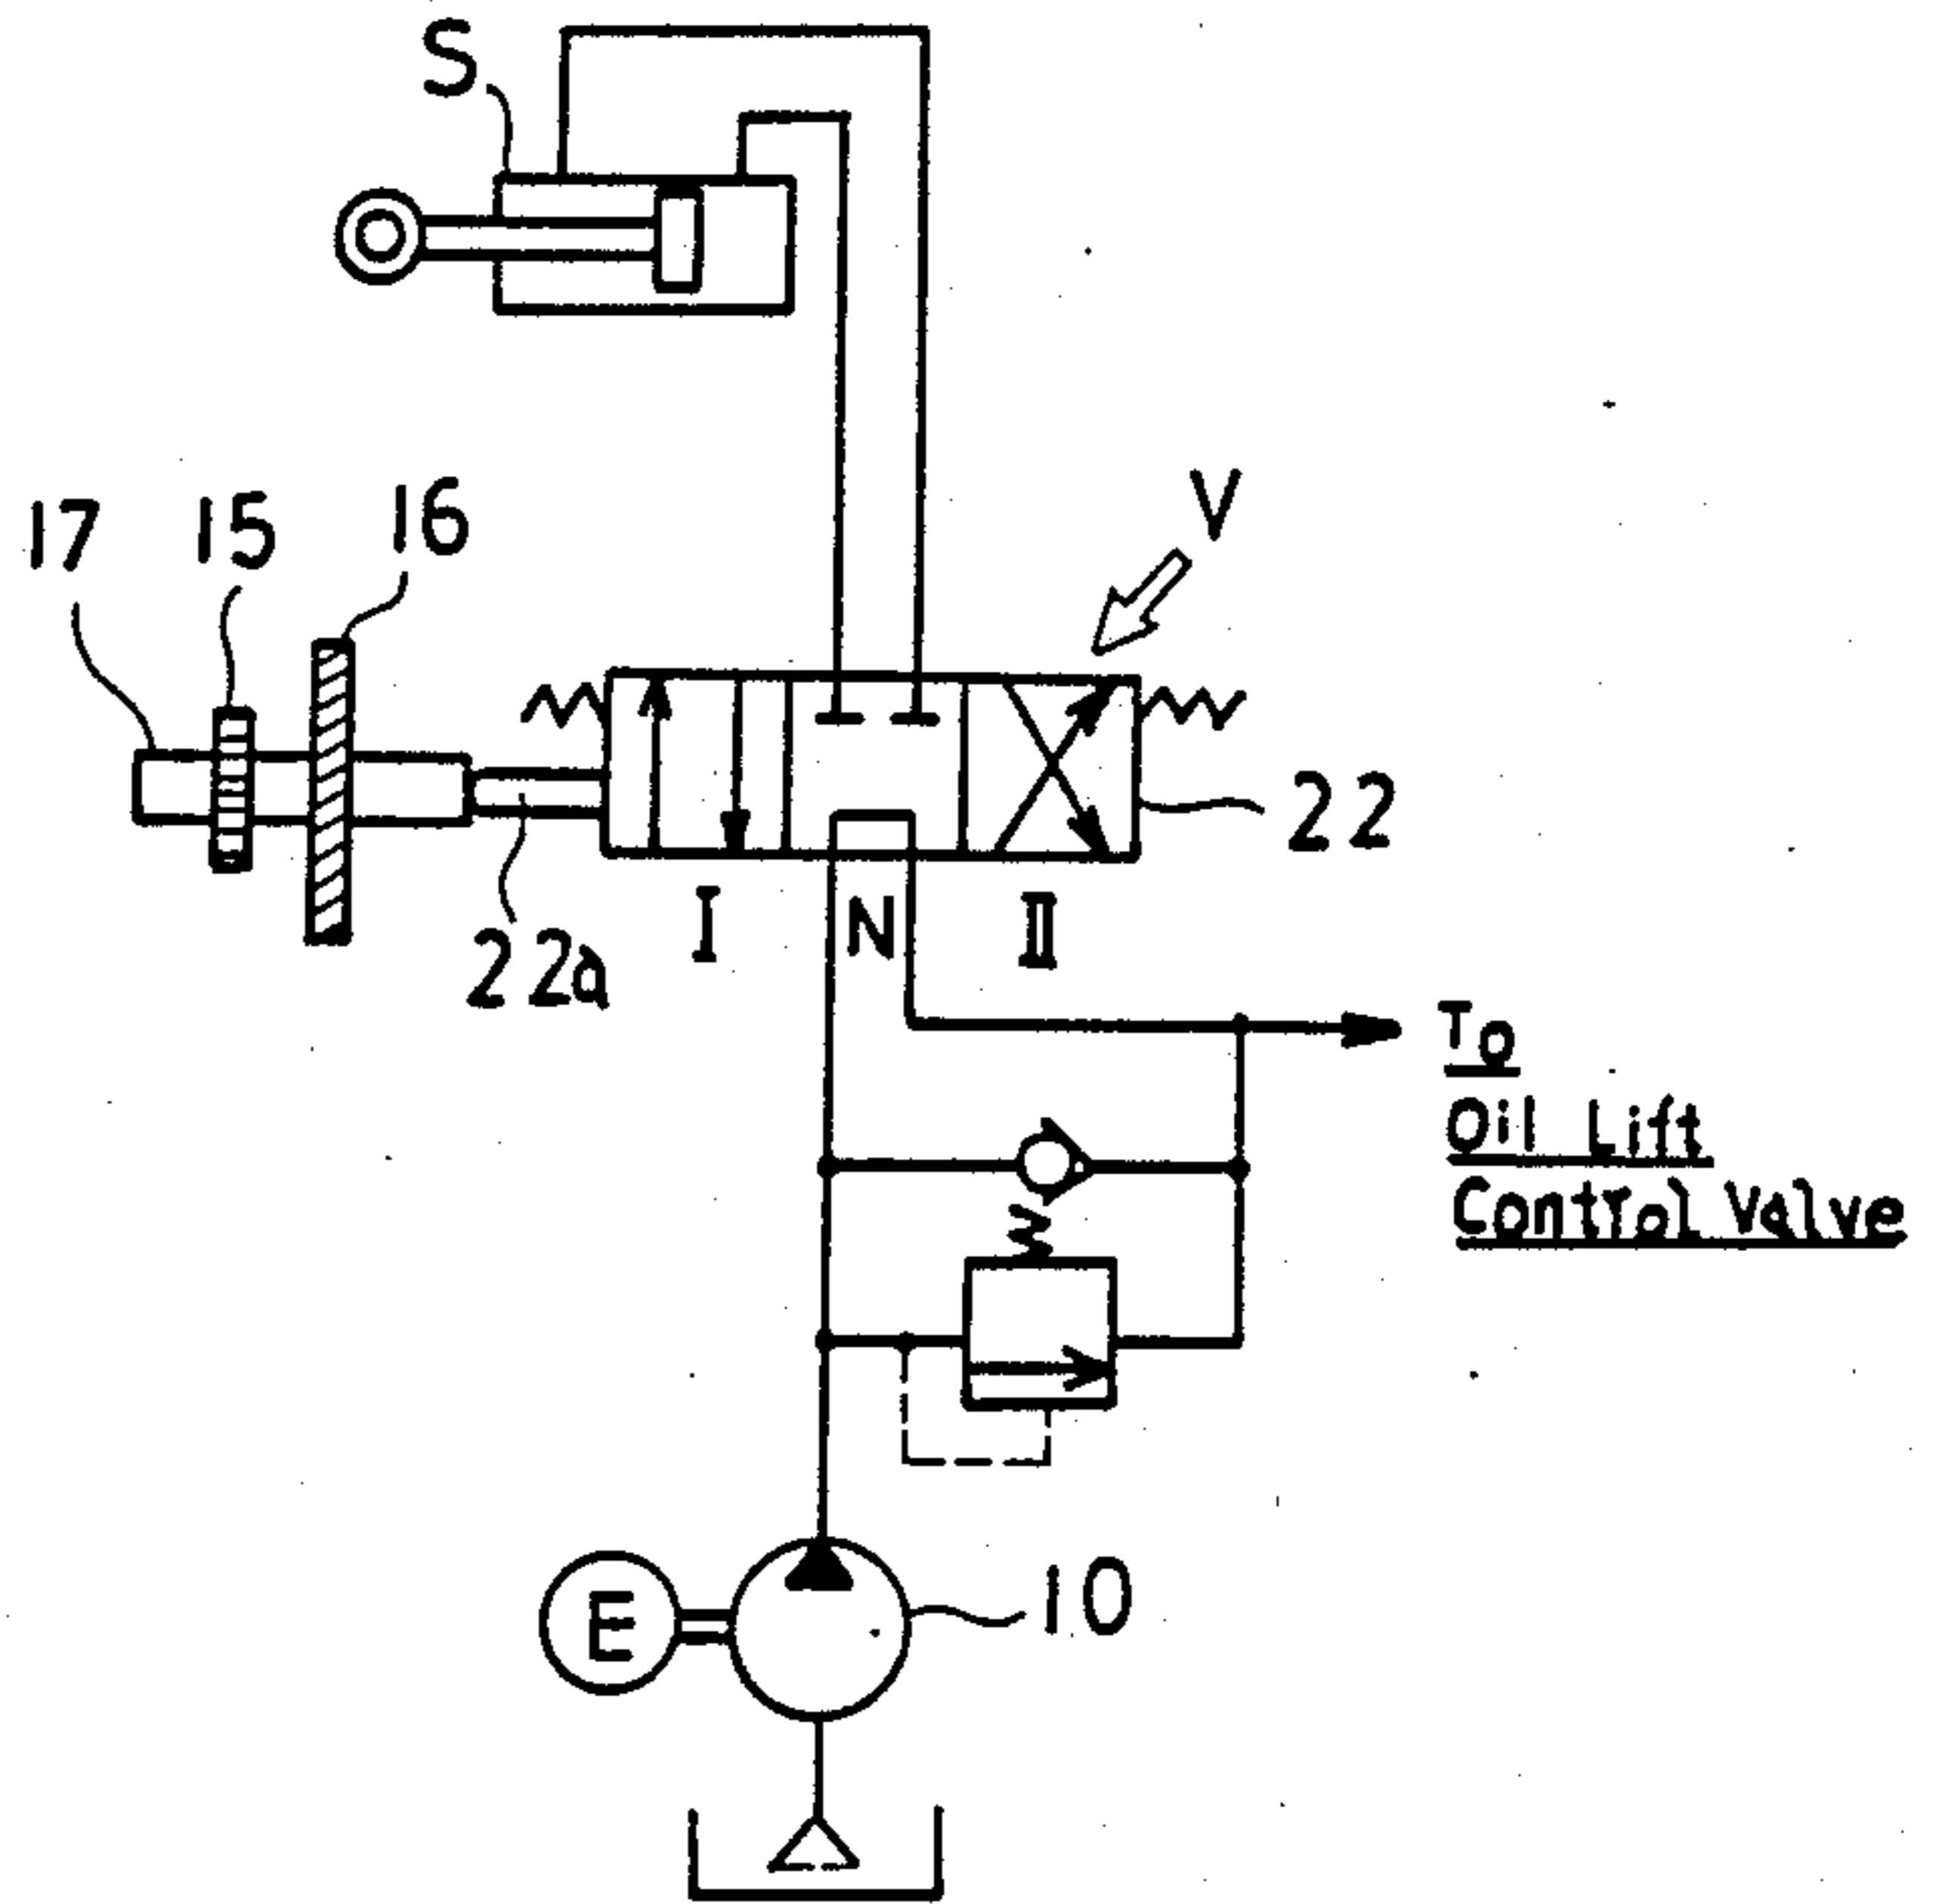 S
V
17
15
16
22
22a
I
N
II
To
Oil Lift
Control Valve
E
10